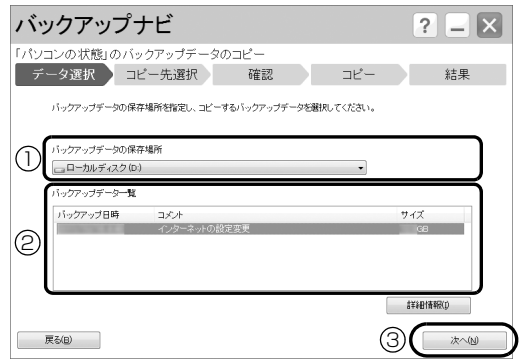 バックアップナビ
? – ×
「パソコンの状態」のバックアップデータのコピー
データ選択 コピー先選択 確認 コピー 結果
バックアップデータの保存場所を指定し、コピーするバックアップデータを選択してください。
①
バックアップデータの保存場所
ローカルディスク(D:)
②
バックアップデータ一覧
バックアップ日時 コメント サイズ
インターネットの設定変更 GB
詳細情報(I)
戻る(B) ③ 次へ(N)